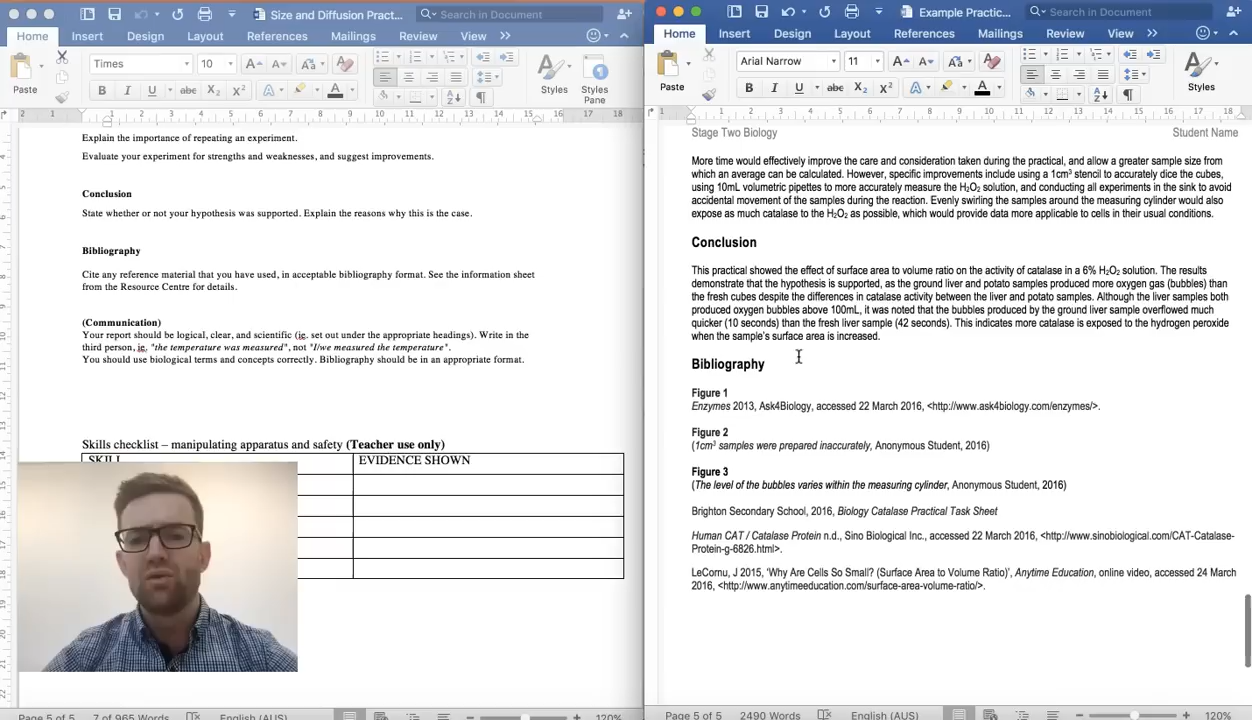 Size and Diffusion Pract...
Search in Document
Home Insert Design Layout References Mailings Review View
Paste
Times
10
Styles
Styles Pane
Explain the importance of repeating an experiment.
Evaluate your experiment for strengths and weaknesses, and suggest improvements.
Conclusion
State whether or not your hypothesis was supported. Explain the reasons why this is the case.
Bibliography
Cite any reference material that you have used, in acceptable bibliography format. See the information sheet
from the Resource Centre for details.
(Communication)
Your report should be logical, clear, and scientific (ie. set out under the appropriate headings). Write in the
third person, ie. "the temperature was measured", not "I/we measured the temperature".
You should use biological terms and concepts correctly. Bibliography should be in an appropriate format.
Skills checklist – manipulating apparatus and safety (Teacher use only)
SKILL EVIDENCE SHOWN
Page 5 of 5 7 of 965 Words English (AUS) 120%
Example Practic...
Search in Document
Home Insert Design Layout References Mailings Review View
Paste
Arial Narrow
11
Styles
Stage Two Biology Student Name
More time would effectively improve the care and consideration taken during the practical, and allow a greater sample size from
which an average can be calculated. However, specific improvements include using a 1cm³ stencil to accurately dice the cubes,
using 10mL volumetric pipettes to more accurately measure the H₂O₂ solution, and conducting all experiments in the sink to avoid
accidental movement of the samples during the reaction. Evenly swirling the samples around the measuring cylinder would also
expose as much catalase to the H₂O₂ as possible, which would provide data more applicable to cells in their usual conditions.
Conclusion
This practical showed the effect of surface area to volume ratio on the activity of catalase in a 6% H₂O₂ solution. The results
demonstrate that the hypothesis is supported, as the ground liver and potato samples produced more oxygen gas (bubbles) than
the fresh cubes despite the differences in catalase activity between the liver and potato samples. Although the liver samples both
produced oxygen bubbles above 100mL, it was noted that the bubbles produced by the ground liver sample overflowed much
quicker (10 seconds) than the fresh liver sample (42 seconds). This indicates more catalase is exposed to the hydrogen peroxide
when the sample's surface area is increased.
Bibliography
Figure 1
Enzymes 2013, Ask4Biology, accessed 22 March 2016, <http://www.ask4biology.com/enzymes/>.
Figure 2
(1cm³ samples were prepared inaccurately, Anonymous Student, 2016)
Figure 3
(The level of the bubbles varies within the measuring cylinder, Anonymous Student, 2016)
Brighton Secondary School, 2016, Biology Catalase Practical Task Sheet
Human CAT / Catalase Protein n.d., Sino Biological Inc., accessed 22 March 2016, <http://www.sinobiological.com/CAT-Catalase-
Protein-g-6826.html>.
LeCornu, J 2015, 'Why Are Cells So Small? (Surface Area to Volume Ratio)', Anytime Education, online video, accessed 24 March
2016, <http://www.anytimeeducation.com/surface-area-volume-ratio/>.
Page 5 of 5 2490 Words English (AUS) 120%